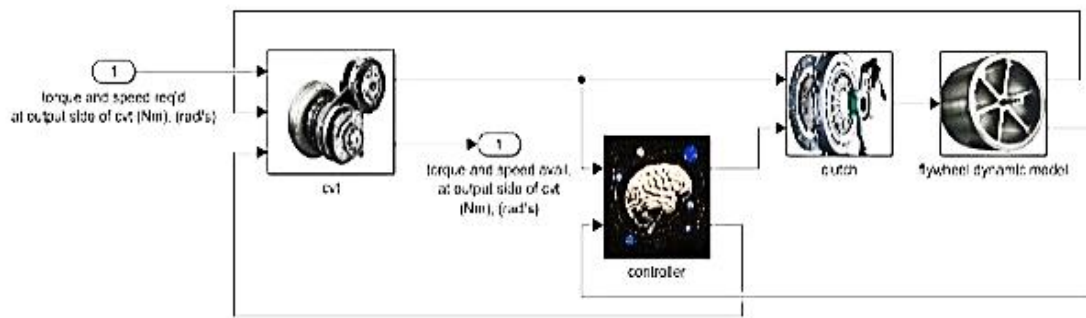 1
torque and speed req'd
at output side of cvt (Nm), (rad/s)
cvt
1
torque and speed avail.
at output side of cvt
(Nm), (rad/s)
controller
clutch
flywheel dynamic model